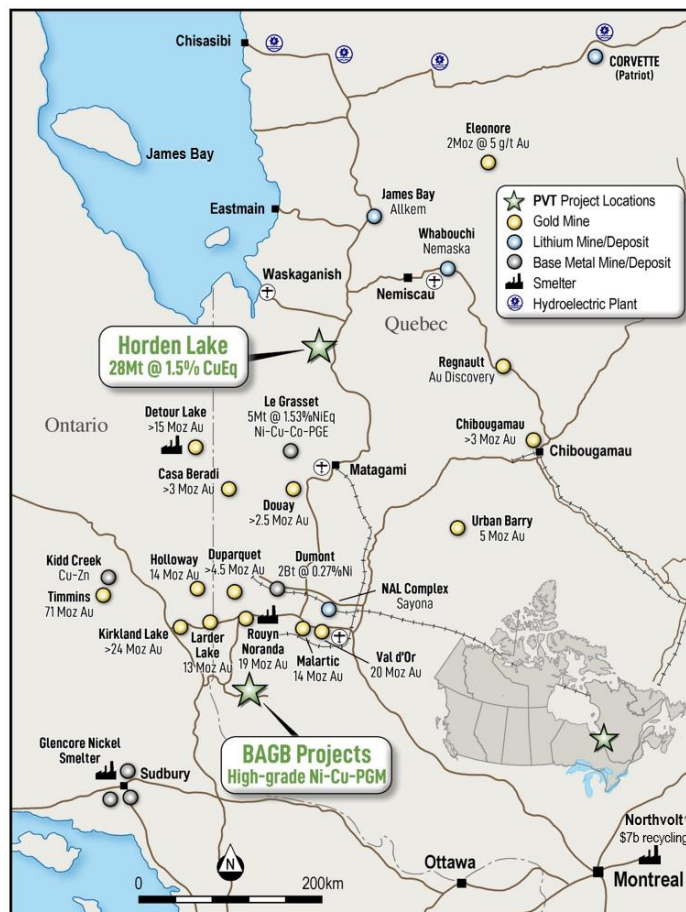 Chisasibi
CORVETTE
(Patriot)
James Bay
Eleonore
2Moz @ 5 g/t Au
Eastmain
James Bay
Allkem
Whabouchi
Nemaska
PVT Project Locations
Gold Mine
Lithium Mine/Deposit
Base Metal Mine/Deposit
Smelter
Hydroelectric Plant
Waskaganish
Nemiscau
Quebec
Horden Lake
28Mt @ 1.5% CuEq
Regnault
Au Discovery
Ontario
Detour Lake
>15 Moz Au
Le Grasset
5Mt @ 1.53%NiEq
Ni-Cu-Co-PGE
Chibougamau
>3 Moz Au
Chibougamau
Matagami
Casa Beradi
>3 Moz Au
Douay
>2.5 Moz Au
Urban Barry
5 Moz Au
Kidd Creek
Cu-Zn
Timmins
71 Moz Au
Holloway
14 Moz Au
Duparquet
>4.5 Moz Au
Dumont
2Bt @ 0.27%Ni
NAL Complex
Sayona
Kirkland Lake
>24 Moz Au
Larder
Lake
13 Moz Au
Rouyn
Noranda
19 Moz Au
Malartic
14 Moz Au
Val d'Or
20 Moz Au
BAGB Projects
High-grade Ni-Cu-PGM
Glencore Nickel
Smelter
Sudbury
N
0
200km
Ottawa
Northvolt
$7b recycling
Montreal